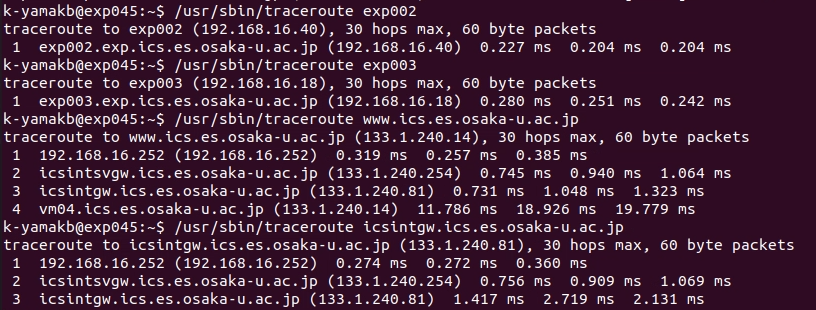 k-yamakb@exp045:~$ /usr/sbin/traceroute exp002
traceroute to exp002 (192.168.16.40), 30 hops max, 60 byte packets
 1  exp002.exp.ics.es.osaka-u.ac.jp (192.168.16.40)  0.227 ms  0.204 ms  0.204 ms
k-yamakb@exp045:~$ /usr/sbin/traceroute exp003
traceroute to exp003 (192.168.16.18), 30 hops max, 60 byte packets
 1  exp003.exp.ics.es.osaka-u.ac.jp (192.168.16.18)  0.280 ms  0.251 ms  0.242 ms
k-yamakb@exp045:~$ /usr/sbin/traceroute www.ics.es.osaka-u.ac.jp
traceroute to www.ics.es.osaka-u.ac.jp (133.1.240.14), 30 hops max, 60 byte packets
 1  192.168.16.252 (192.168.16.252)  0.319 ms  0.257 ms  0.385 ms
 2  icsintsvgw.ics.es.osaka-u.ac.jp (133.1.240.254)  0.745 ms  0.940 ms  1.064 ms
 3  icsintgw.ics.es.osaka-u.ac.jp (133.1.240.81)  0.731 ms  1.048 ms  1.323 ms
 4  vm04.ics.es.osaka-u.ac.jp (133.1.240.14)  11.786 ms  18.926 ms  19.779 ms
k-yamakb@exp045:~$ /usr/sbin/traceroute icsintgw.ics.es.osaka-u.ac.jp
traceroute to icsintgw.ics.es.osaka-u.ac.jp (133.1.240.81), 30 hops max, 60 byte packets
 1  192.168.16.252 (192.168.16.252)  0.274 ms  0.272 ms  0.360 ms
 2  icsintsvgw.ics.es.osaka-u.ac.jp (133.1.240.254)  0.756 ms  0.909 ms  1.069 ms
 3  icsintgw.ics.es.osaka-u.ac.jp (133.1.240.81)  1.417 ms  2.719 ms  2.131 ms